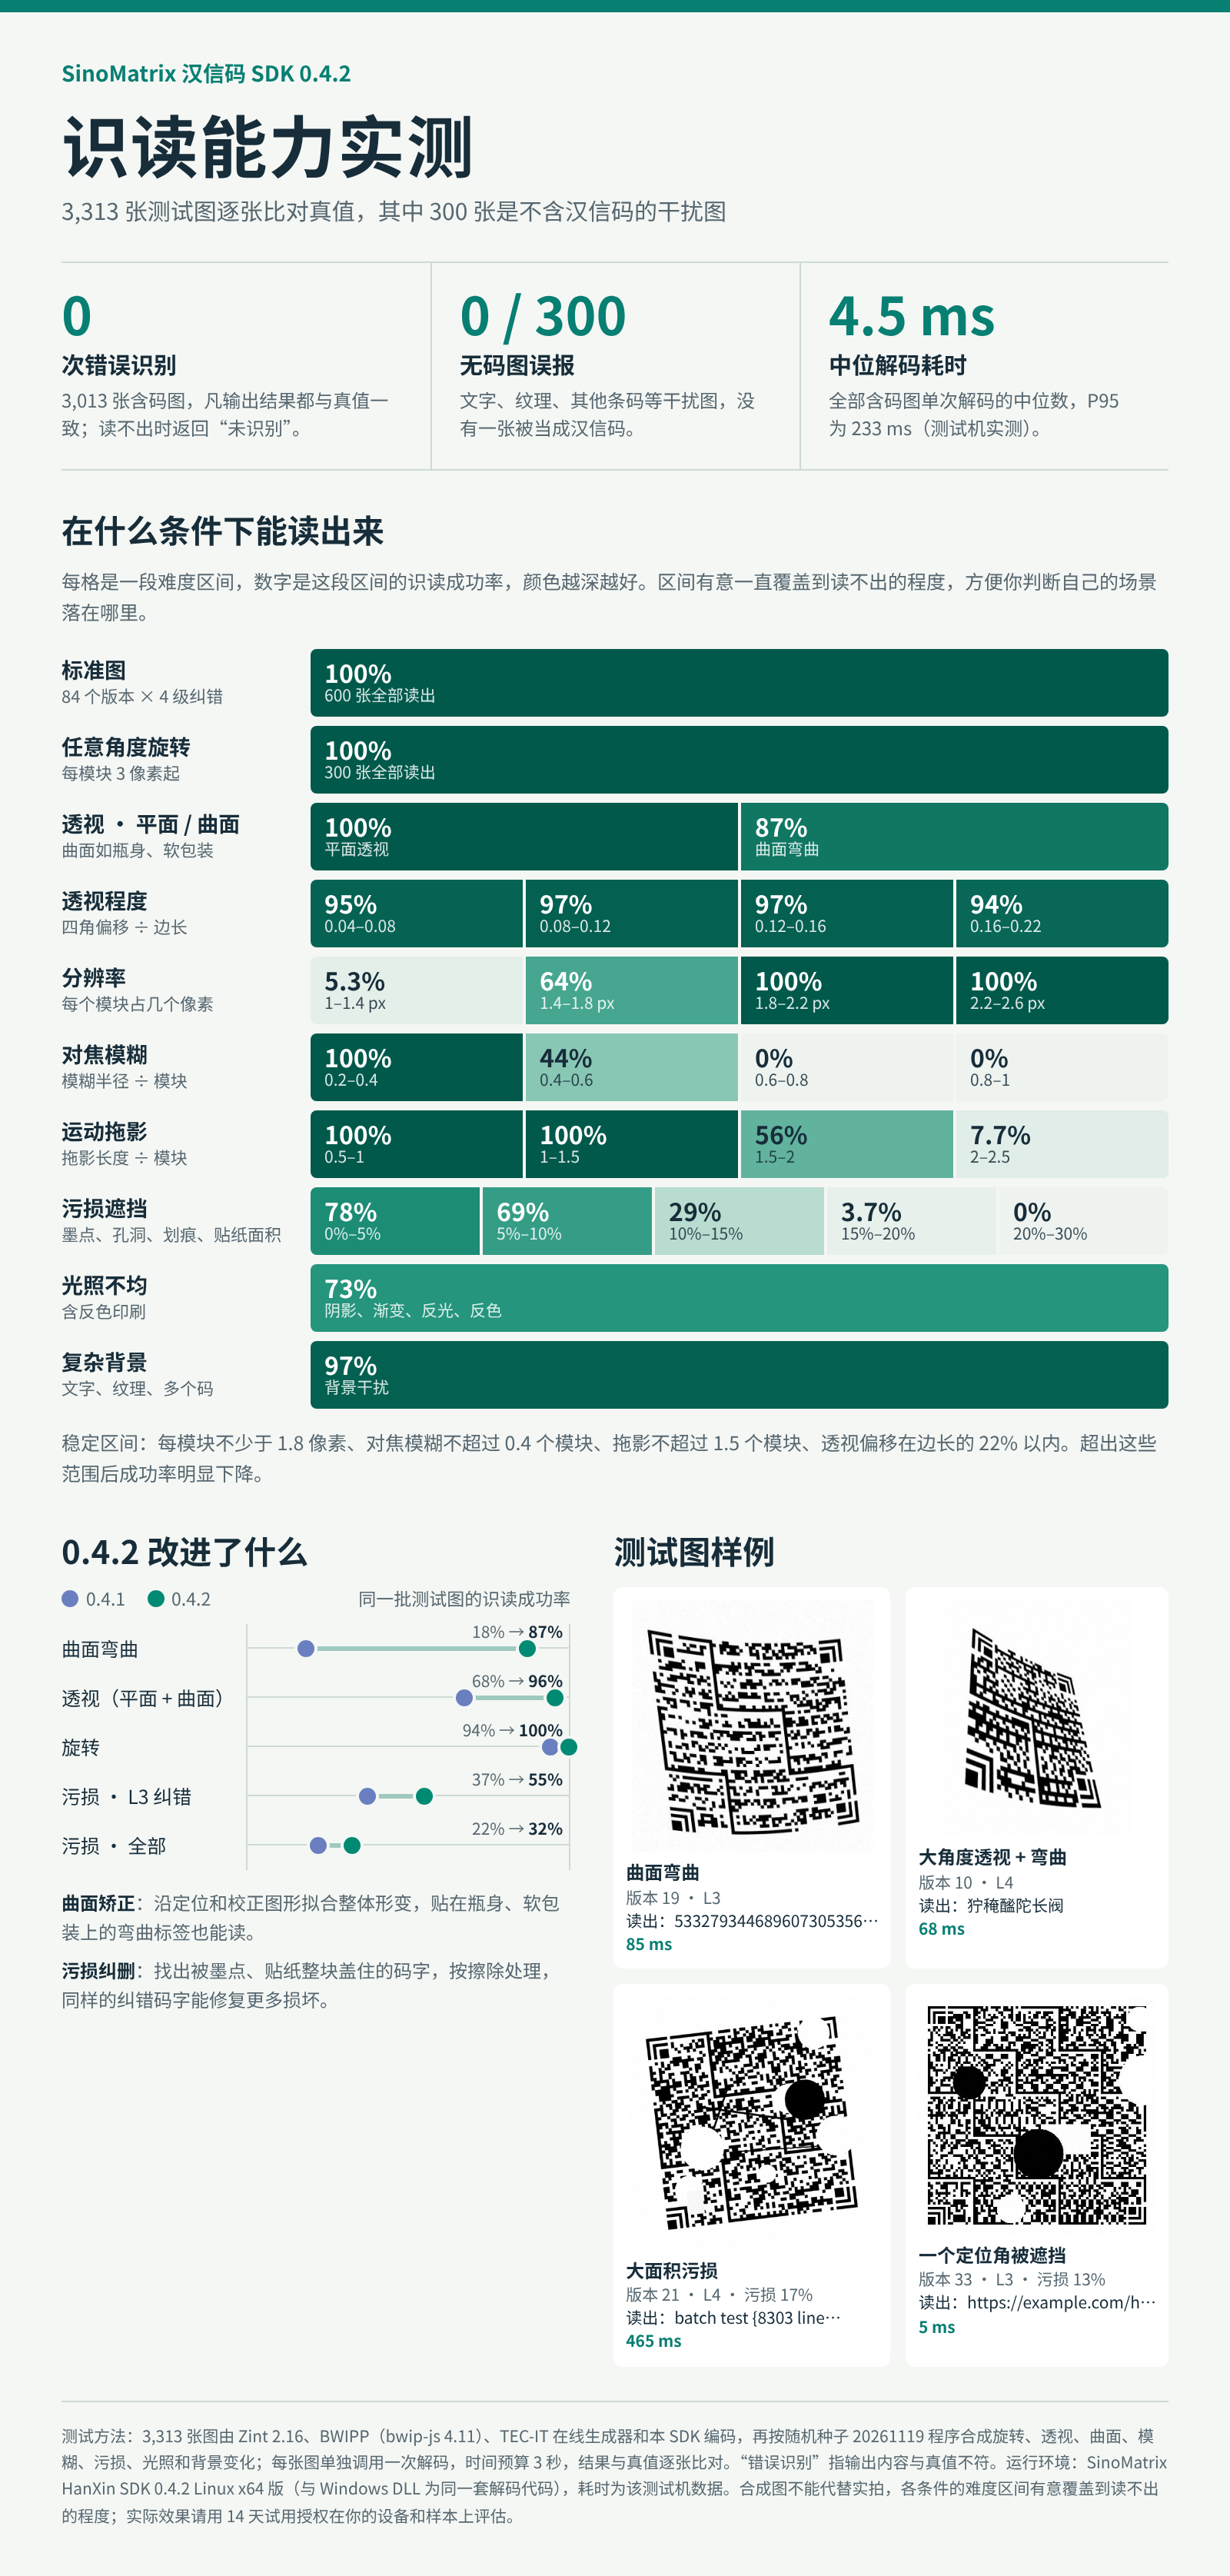 SinoMatrix 汉信码 SDK 0.4.2
识读能力实测
3,313 张测试图逐张比对真值，其中 300 张是不含汉信码的干扰图
0
次错误识别
3,013 张含码图，凡输出结果都与真值一
致；读不出时返回“未识别”。
0 / 300
无码图误报
文字、纹理、其他条码等干扰图，没
有一张被当成汉信码。
4.5 ms
中位解码耗时
全部含码图单次解码的中位数，P95
为 233 ms（测试机实测）。
在什么条件下能读出来
每格是一段难度区间，数字是这段区间的识读成功率，颜色越深越好。区间有意一直覆盖到读不出的程度，方便你判断自己的场景
落在哪里。
标准图
84 个版本 × 4 级纠错
100%
600 张全部读出
任意角度旋转
每模块 3 像素起
100%
300 张全部读出
透视 · 平面 / 曲面
曲面如瓶身、软包装
100%
平面透视
87%
曲面弯曲
透视程度
四角偏移 ÷ 边长
95%
0.04–0.08
97%
0.08–0.12
97%
0.12–0.16
94%
0.16–0.22
分辨率
每个模块占几个像素
5.3%
1–1.4 px
64%
1.4–1.8 px
100%
1.8–2.2 px
100%
2.2–2.6 px
对焦模糊
模糊半径 ÷ 模块
100%
0.2–0.4
44%
0.4–0.6
0%
0.6–0.8
0%
0.8–1
运动拖影
拖影长度 ÷ 模块
100%
0.5–1
100%
1–1.5
56%
1.5–2
7.7%
2–2.5
污损遮挡
墨点、孔洞、划痕、贴纸面积
78%
0%–5%
69%
5%–10%
29%
10%–15%
3.7%
15%–20%
0%
20%–30%
光照不均
含反色印刷
73%
阴影、渐变、反光、反色
复杂背景
文字、纹理、多个码
97%
背景干扰
稳定区间：每模块不少于 1.8 像素、对焦模糊不超过 0.4 个模块、拖影不超过 1.5 个模块、透视偏移在边长的 22% 以内。超出这些
范围后成功率明显下降。
0.4.2 改进了什么
0.4.1 0.4.2 同一批测试图的识读成功率
曲面弯曲 18% → 87%
透视（平面 + 曲面） 68% → 96%
旋转 94% → 100%
污损 · L3 纠错 37% → 55%
污损 · 全部 22% → 32%
曲面矫正：沿定位和校正图形拟合整体形变，贴在瓶身、软包
装上的弯曲标签也能读。
污损纠删：找出被墨点、贴纸整块盖住的码字，按擦除处理，
同样的纠错码字能修复更多损坏。
测试图样例
曲面弯曲
版本 19 · L3
读出：533279344689607305356…
85 ms
大角度透视 + 弯曲
版本 10 · L4
读出：狞穐醯陀长阀
68 ms
大面积污损
版本 21 · L4 · 污损 17%
读出：batch test {8303 line…
465 ms
一个定位角被遮挡
版本 33 · L3 · 污损 13%
读出：https://example.com/h…
5 ms
测试方法：3,313 张图由 Zint 2.16、BWIPP（bwip-js 4.11）、TEC-IT 在线生成器和本 SDK 编码，再按随机种子 20261119 程序合成旋转、透视、曲面、模
糊、污损、光照和背景变化；每张图单独调用一次解码，时间预算 3 秒，结果与真值逐张比对。“错误识别”指输出内容与真值不符。运行环境：SinoMatrix
HanXin SDK 0.4.2 Linux x64 版（与 Windows DLL 为同一套解码代码），耗时为该测试机数据。合成图不能代替实拍，各条件的难度区间有意覆盖到读不出
的程度；实际效果请用 14 天试用授权在你的设备和样本上评估。